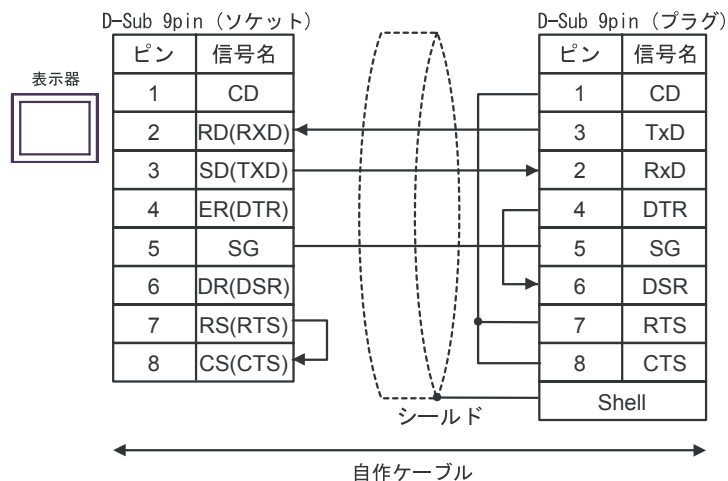 D-Sub 9pin (ソケット)
D-Sub 9pin (プラグ)
表示器
ピン 信号名
1 CD
2 RD(RXD)
3 SD(TXD)
4 ER(DTR)
5 SG
6 DR(DSR)
7 RS(RTS)
8 CS(CTS)
ピン 信号名
1 CD
3 TxD
2 RxD
4 DTR
5 SG
6 DSR
7 RTS
8 CTS
Shell
シールド
自作ケーブル